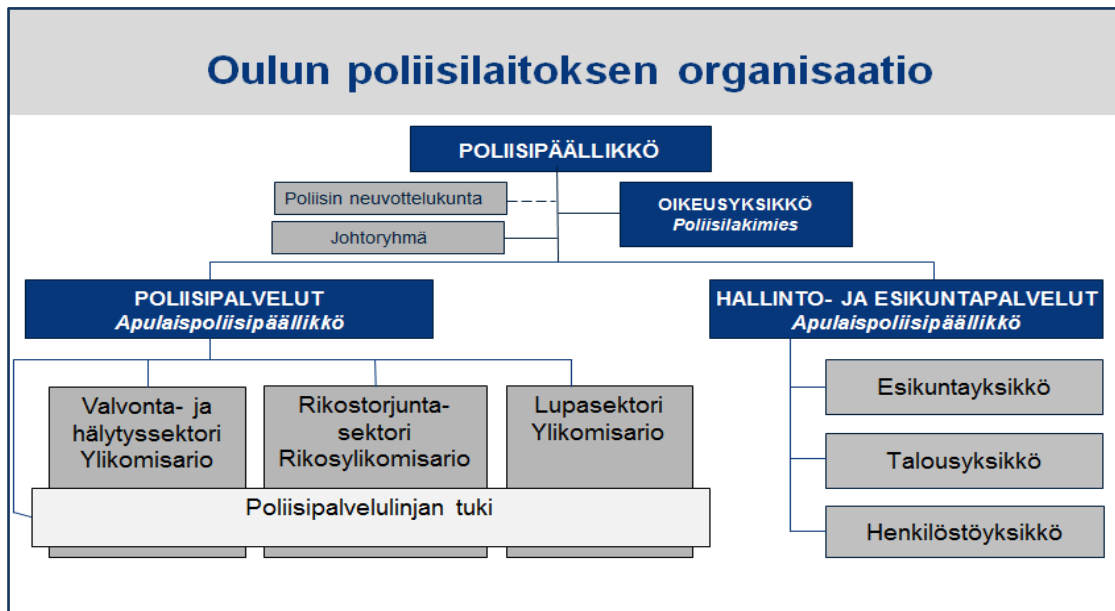 Oulun poliisilaitoksen organisaatio
POLIISIPÄÄLLIKKÖ
Poliisin neuvottelukunta
Johtoryhmä
OIKEUSYKSIKKÖ
Poliisilakimies
POLIISIPALVELUT
Apulaispoliisipäällikkö
HALLINTO- JA ESIKUNTAPALVELUT
Apulaispoliisipäällikkö
Valvonta- ja
hälytyssektori
Ylikomisario
Rikostorjunta-
sektori
Rikosylikomisario
Lupasektori
Ylikomisario
Poliisipalvelulinjan tuki
Esikuntayksikkö
Talousyksikkö
Henkilöstöyksikkö